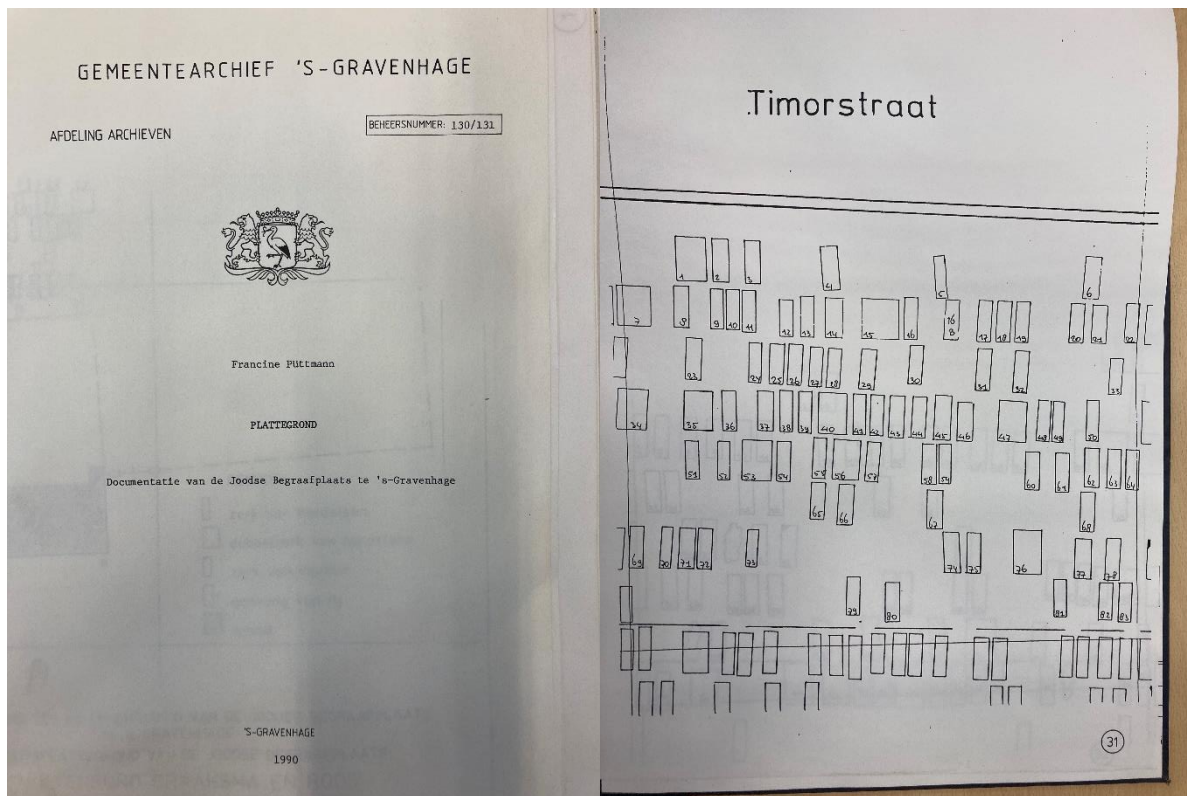 GEMEENTEARCHIEF 'S-GRAVENHAGE
AFDELING ARCHIEVEN
BEHEERSNUMMER: 130/131
Francine Püttmann
PLATTEGROND
Documentatie van de Joodse Begraafplaats te 's-Gravenhage
'S-GRAVENHAGE
1990
Timorstraat
1 2 3 4 5 6
7 8 9 10 11 12 13 14 15 16 16B 17 18 19 20 21 22
23 24 25 26 27 28 29 30 31 32 33
34 35 36 37 38 39 40 41 42 43 44 45 46 47 48 49 50
51 52 53 54 55 56 57 58 59 60 61 62 63 64
65 66 67 68
69 70 71 72 73 74 75 76 77 78
79 80 81 82 83
31